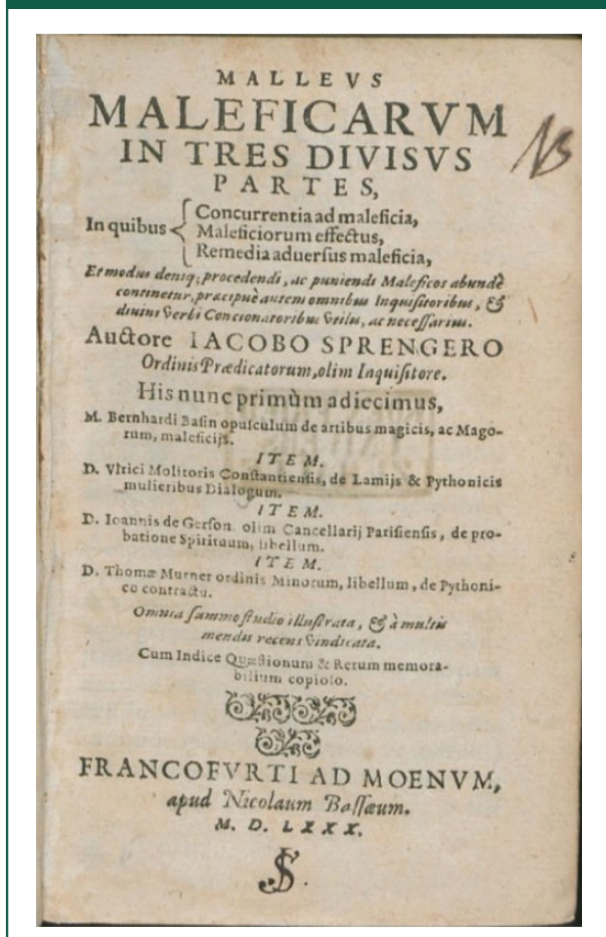 MALLEVS
MALEFICARVM
IN TRES DIVISVS
PARTES,
In quibus { Concurrentia ad maleficia,
Maleficiorum effectus,
Remedia aduersus maleficia,
Et modus deniq; procedendi, ac puniendi Maleficos abundè
continetur, præcipuè autem omnibus Inquisitoribus, &
diuini Verbi Concionatoribus Vtilis, ac necessarius.
Auctore IACOBO SPRENGERO
Ordinis Prædicatorum, olim Inquisitore.
His nunc primùm adiecimus,
M. Bernhardi Basin opusculum de artibus magicis, ac Mago-
rum, maleficijs.
ITEM.
D. Vlrici Molitoris Constantiensis, de Lamijs & Pythonicis
mulieribus Dialogum.
ITEM.
D. Ioannis de Gerson. olim Cancellarij Parisiensis, de pro-
batione Spirituum, libellum.
ITEM.
D. Thomæ Murner ordinis Minorum, libellum, de Pythoni-
co contractu.
Omnia summo studio illustrata, & à multis
mendis recens Vindicata.
Cum Indice Quæstionum & Rerum memora-
bilium copioso.
FRANCOFVRTI AD MOENVM,
apud Nicolaum Bassæum.
M. D. LXXX.